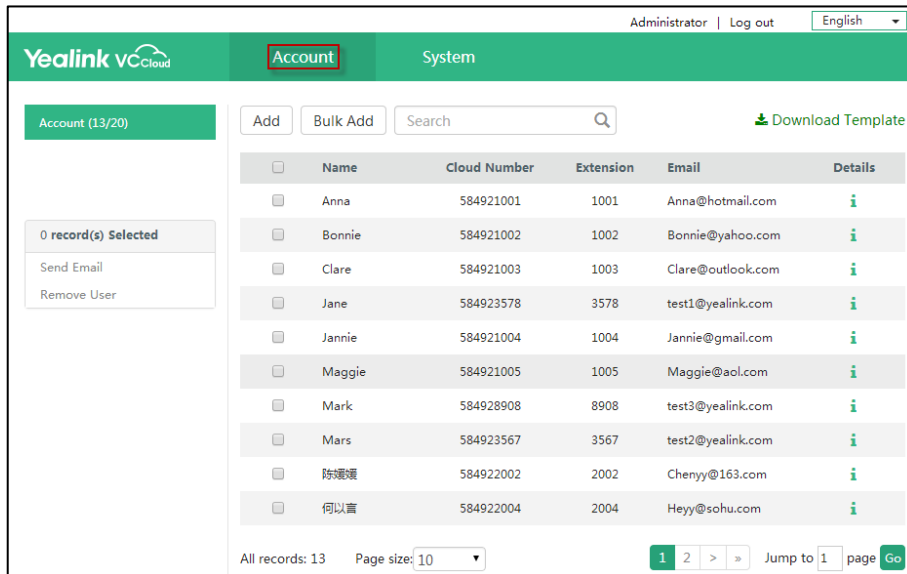 Administrator | Log out English
Yealink VC Cloud Account System
Account (13/20) Add Bulk Add Search Download Template
Name Cloud Number Extension Email Details
Anna 584921001 1001 Anna@hotmail.com
0 record(s) Selected Bonnie 584921002 1002 Bonnie@yahoo.com
Send Email Clare 584921003 1003 Clare@outlook.com
Remove User Jane 584923578 3578 test1@yealink.com
Jannie 584921004 1004 Jannie@gmail.com
Maggie 584921005 1005 Maggie@aol.com
Mark 584928908 8908 test3@yealink.com
Mars 584923567 3567 test2@yealink.com
陈媛媛 584922002 2002 Chenyy@163.com
何以言 584922004 2004 Heyy@sohu.com
All records: 13 Page size: 10 1 2 > » Jump to 1 page Go